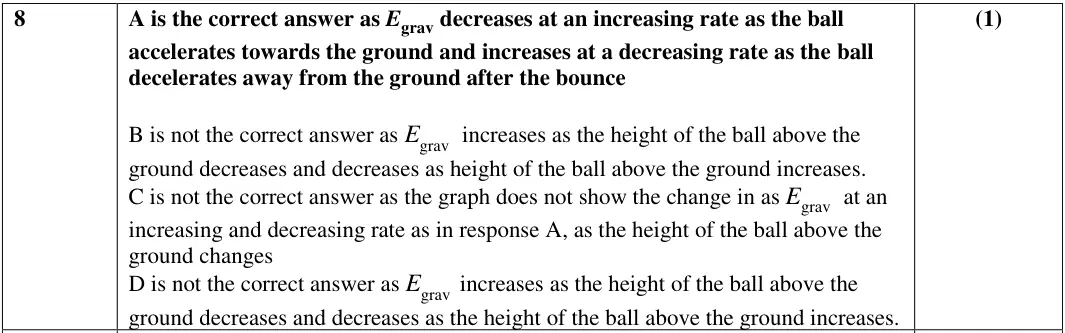 8 A is the correct answer as E grav decreases at an increasing rate as the ball (1)
accelerates towards the ground and increases at a decreasing rate as the ball
decelerates away from the ground after the bounce
B is not the correct answer as E grav increases as the height of the ball above the
ground decreases and decreases as height of the ball above the ground increases.
C is not the correct answer as the graph does not show the change in as E grav at an
increasing and decreasing rate as in response A, as the height of the ball above the
ground changes
D is not the correct answer as E grav increases as the height of the ball above the
ground decreases and decreases as the height of the ball above the ground increases.